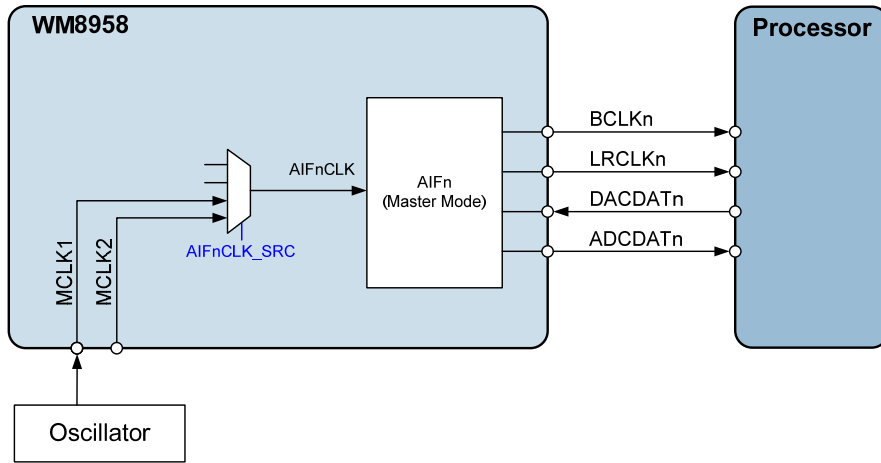 WM8958
Processor
BCLKn
LRCLKn
DACDATn
ADCDATn
AIFnCLK
AIFn
(Master Mode)
AIFnCLK_SRC
MCLK1
MCLK2
Oscillator